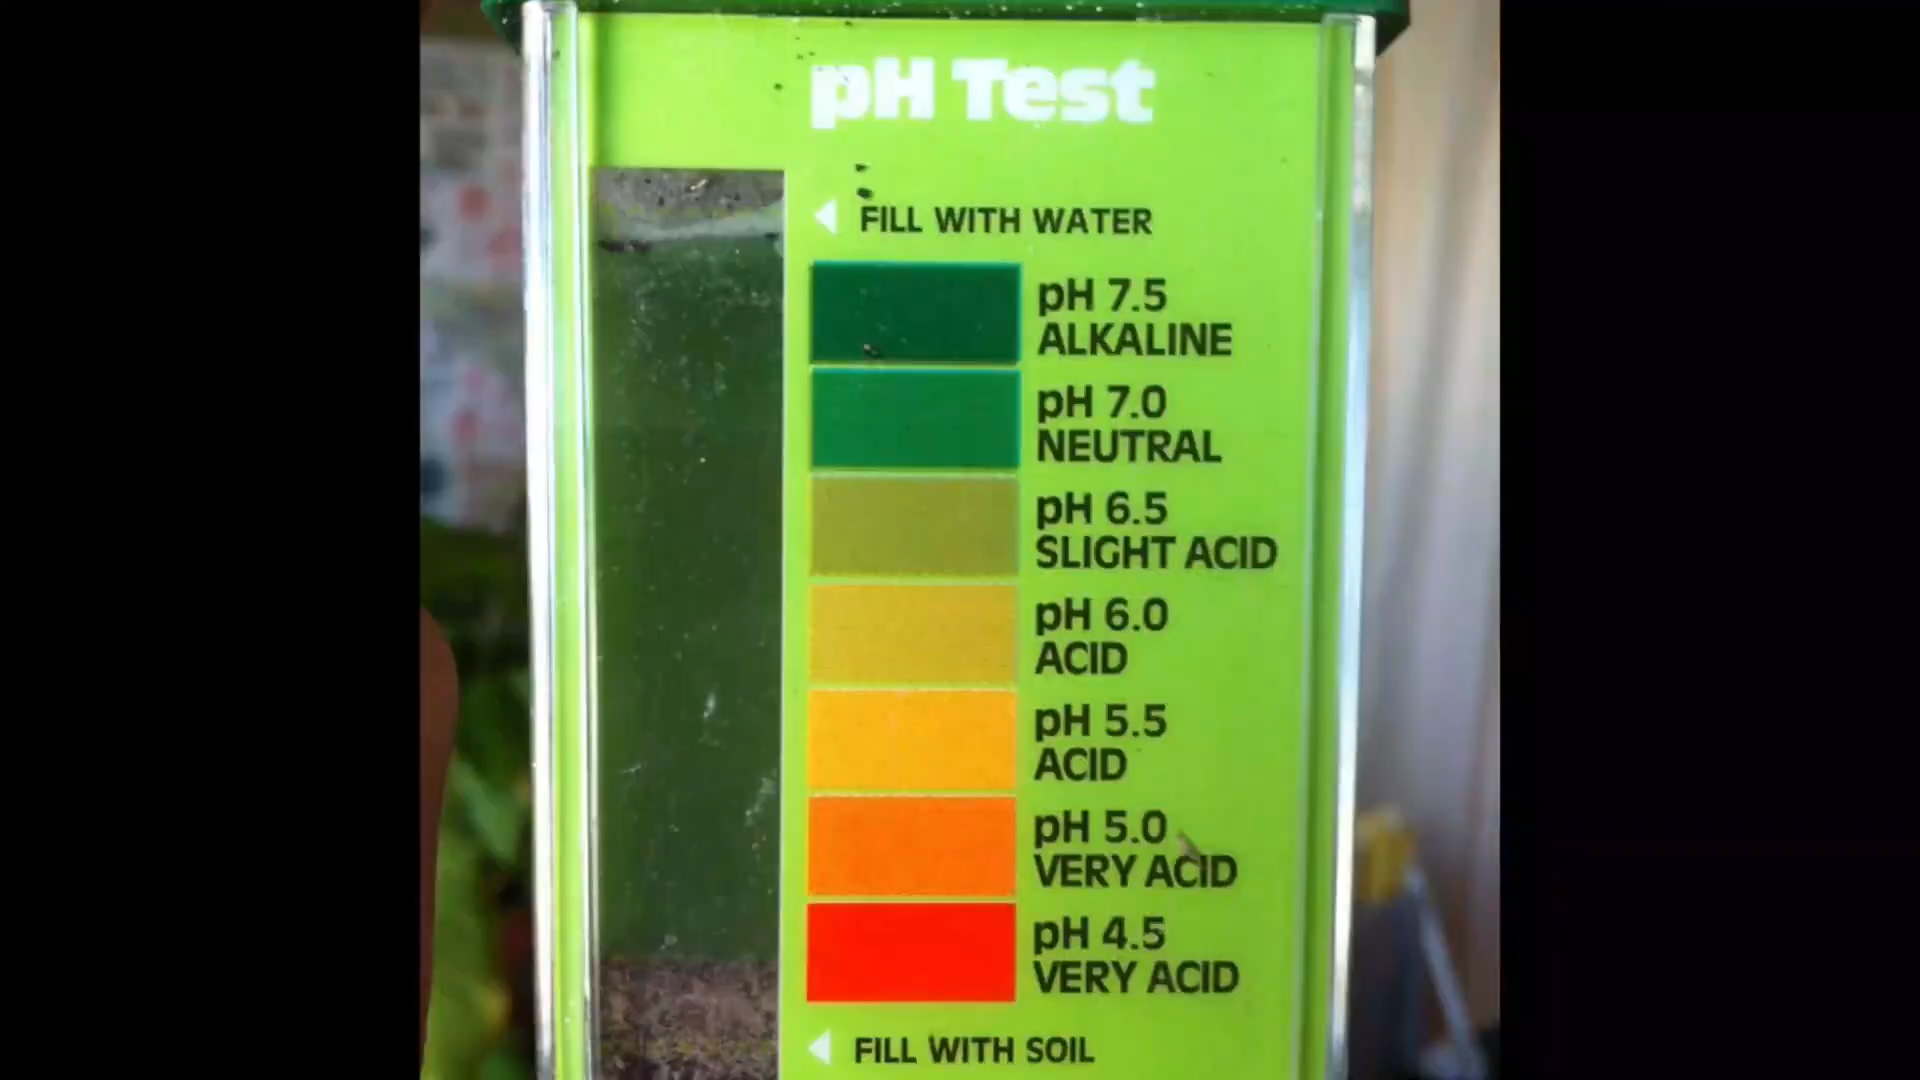 pH Test
FILL WITH WATER
pH 7.5
ALKALINE
pH 7.0
NEUTRAL
pH 6.5
SLIGHT ACID
pH 6.0
ACID
pH 5.5
ACID
pH 5.0
VERY ACID
pH 4.5
VERY ACID
FILL WITH SOIL